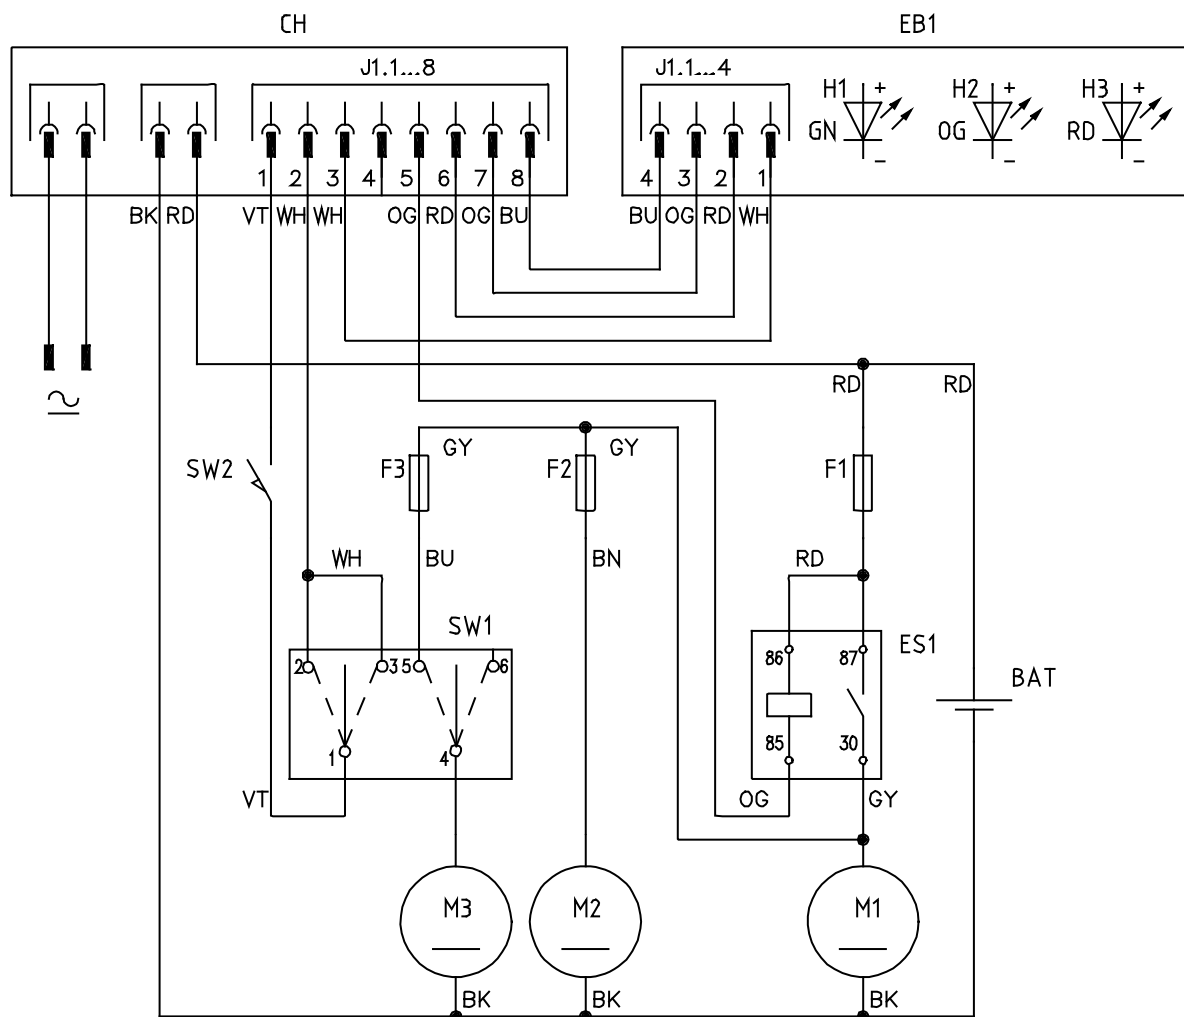 CH EB1
J1.1...8 J1.1...4
H1 + H2 + H3 +
GN OG RD
- - -
1 2 3 4 5 6 7 8 4 3 2 1
BK RD VT WH WH OG RD OG BU BU OG RD WH
RD RD
GY GY
SW2 F3 F2 F1
WH BU BN RD
SW1 ES1
2 3 5 6 86 87
BAT
1 4 85 30
VT OG GY
M3 M2 M1
BK BK BK